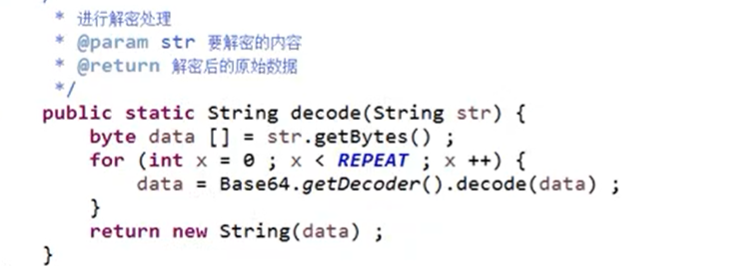 * 进行解密处理
* @param str 要解密的内容
* @return 解密后的原始数据
*/
public static String decode(String str) {
byte data [] = str.getBytes() ;
for (int x = 0 ; x < REPEAT ; x ++) {
data = Base64.getDecoder().decode(data) ;
}
return new String(data) ;
}